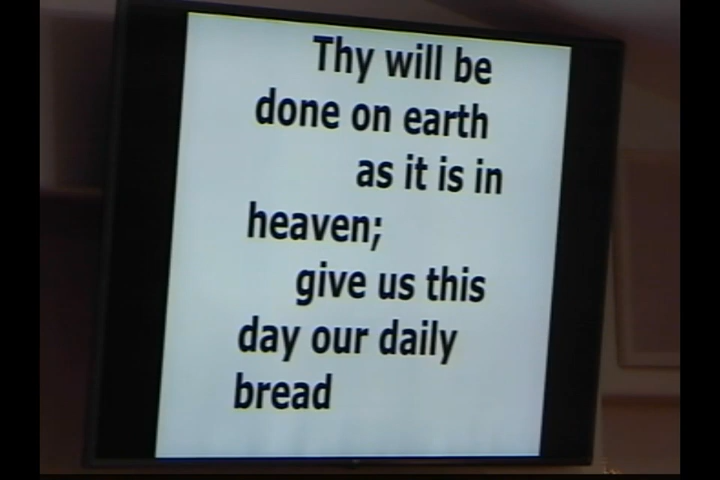 Thy will be
done on earth
as it is in
heaven;
give us this
day our daily
bread